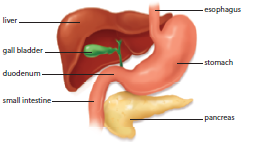 esophagus
liver
gall bladder
stomach
duodenum
small intestine
pancreas